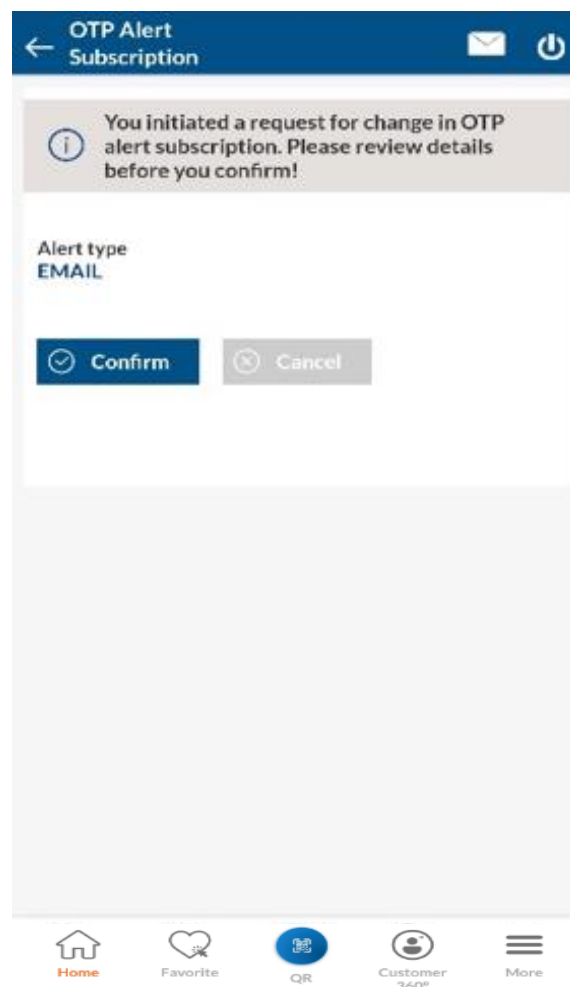 OTP Alert
Subscription
You initiated a request for change in OTP
alert subscription. Please review details
before you confirm!
Alert type
EMAIL
Confirm Cancel
Home Favorite QR Customer More
360°